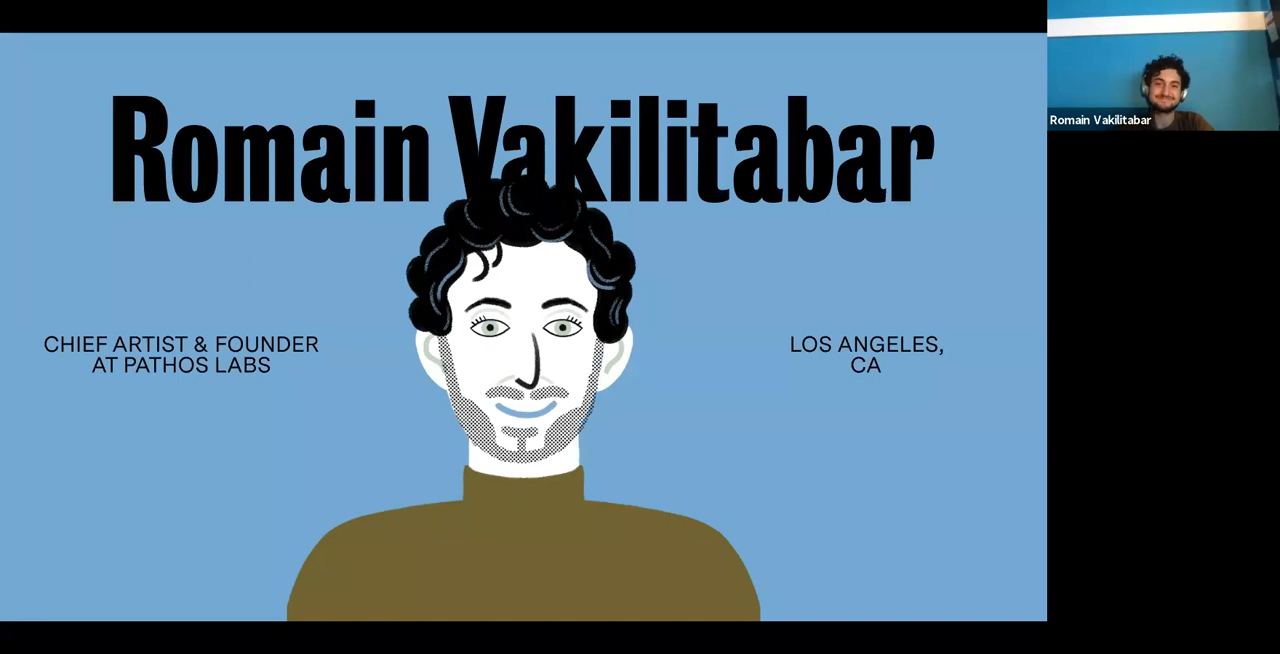 Romain Vakilitabar
CHIEF ARTIST & FOUNDER
AT PATHOS LABS
LOS ANGELES,
CA
Romain Vakilitabar